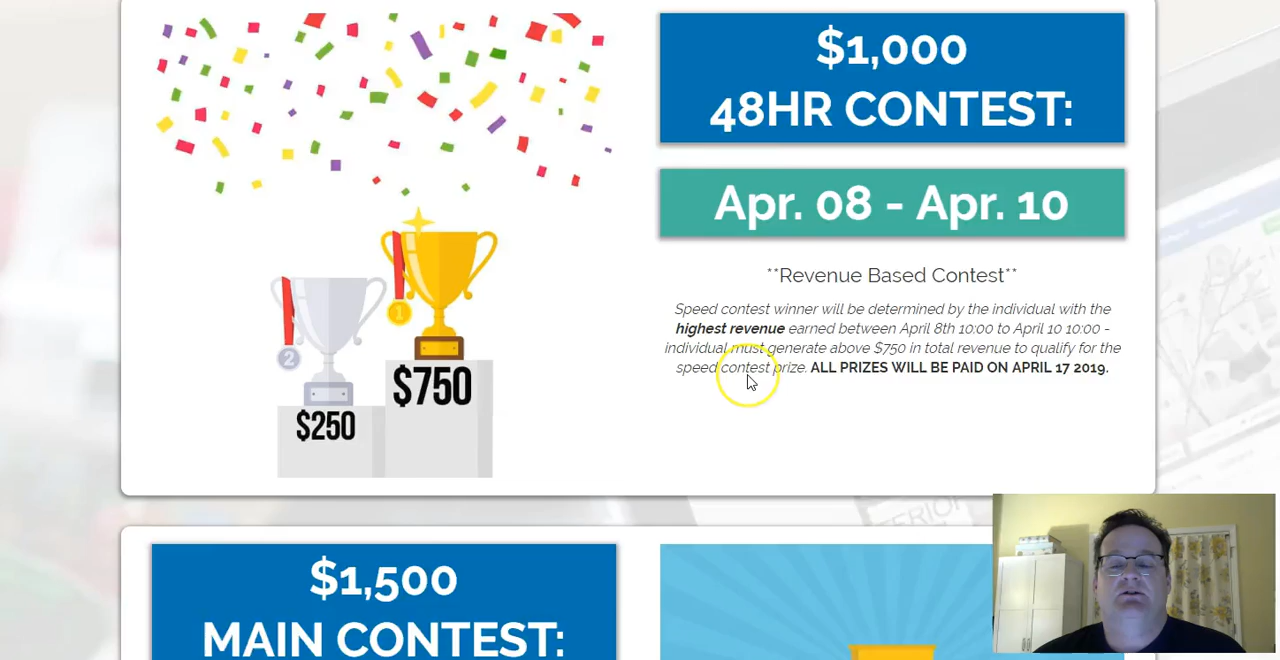 $1,000
48HR CONTEST:
Apr. 08 - Apr. 10
**Revenue Based Contest**
Speed contest winner will be determined by the individual with the
highest revenue earned between April 8th 10:00 to April 10 10:00 -
individual must generate above $750 in total revenue to qualify for the
speed contest prize. ALL PRIZES WILL BE PAID ON APRIL 17 2019.
1
2
$750
$250
$1,500
MAIN CONTEST: